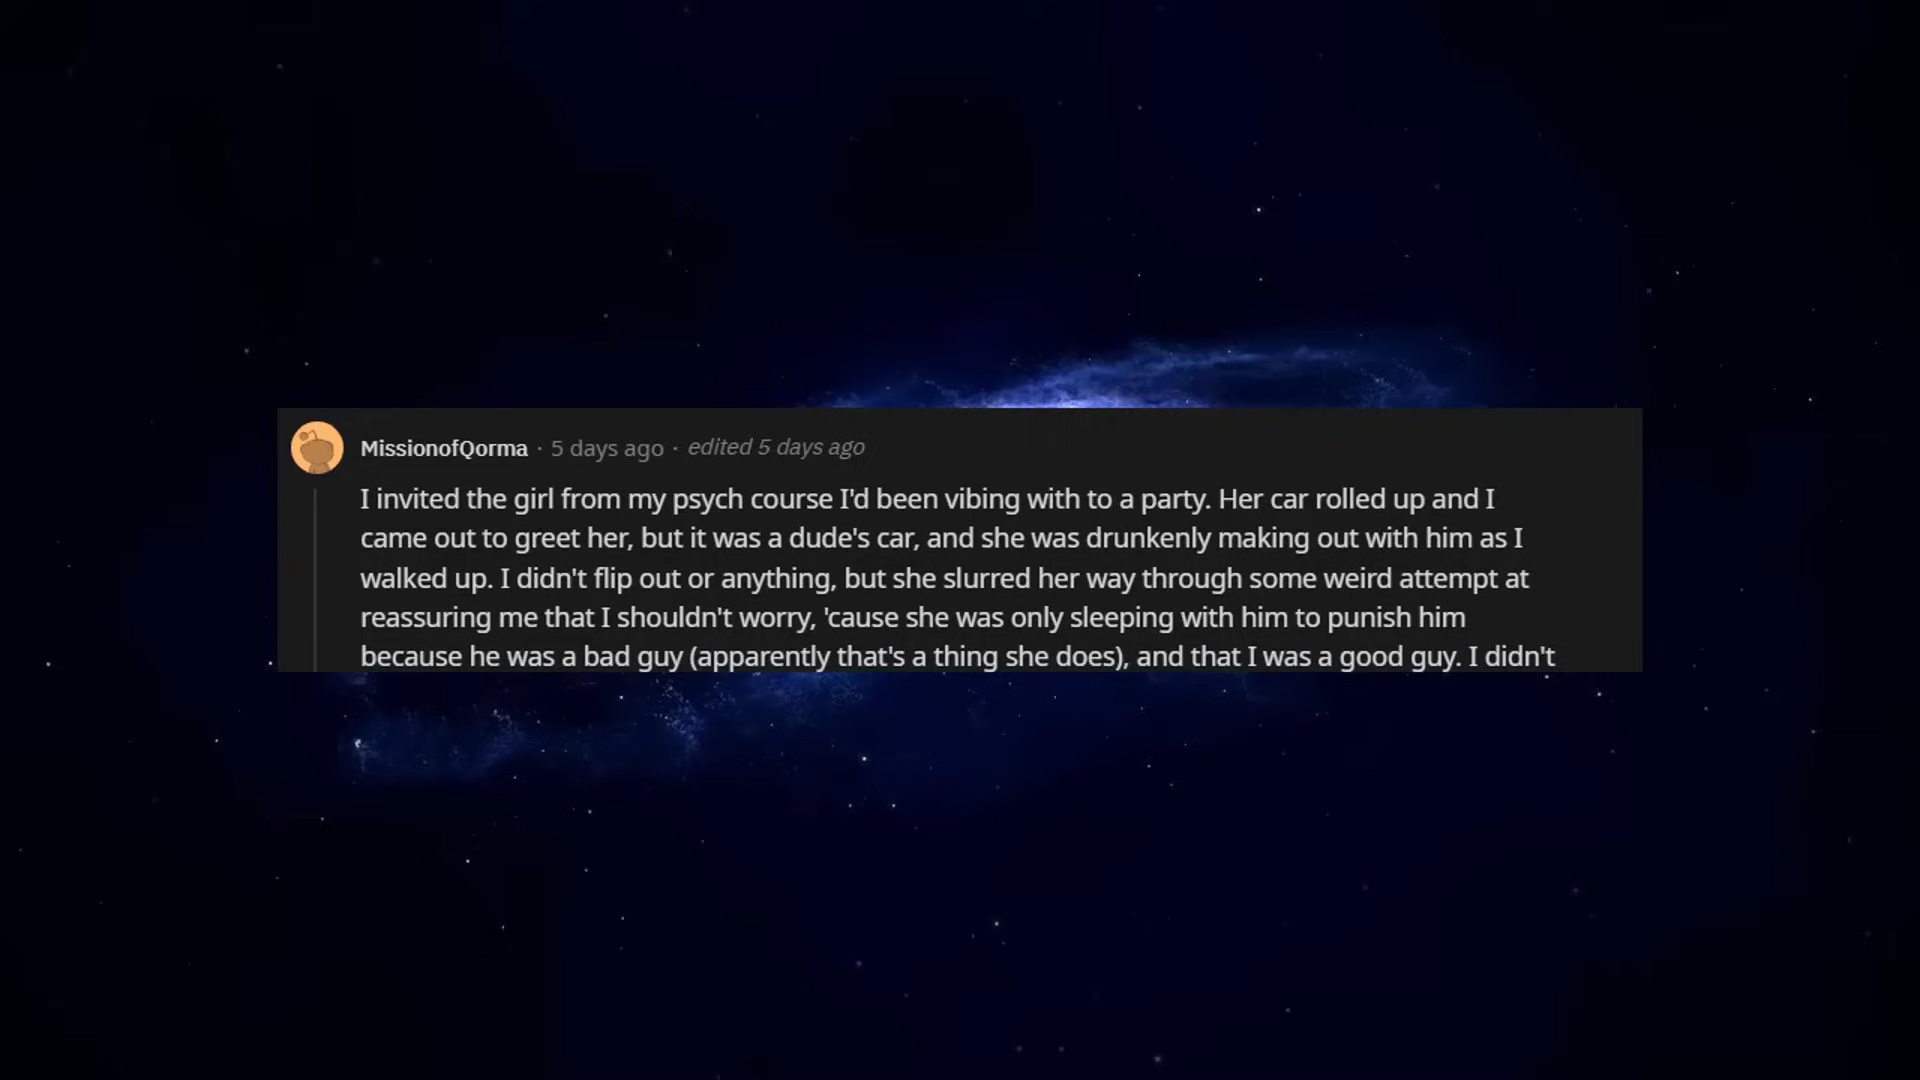 MissionofQorma · 5 days ago · edited 5 days ago
I invited the girl from my psych course I'd been vibing with to a party. Her car rolled up and I
came out to greet her, but it was a dude's car, and she was drunkenly making out with him as I
walked up. I didn't flip out or anything, but she slurred her way through some weird attempt at
reassuring me that I shouldn't worry, 'cause she was only sleeping with him to punish him
because he was a bad guy (apparently that's a thing she does), and that I was a good guy. I didn't